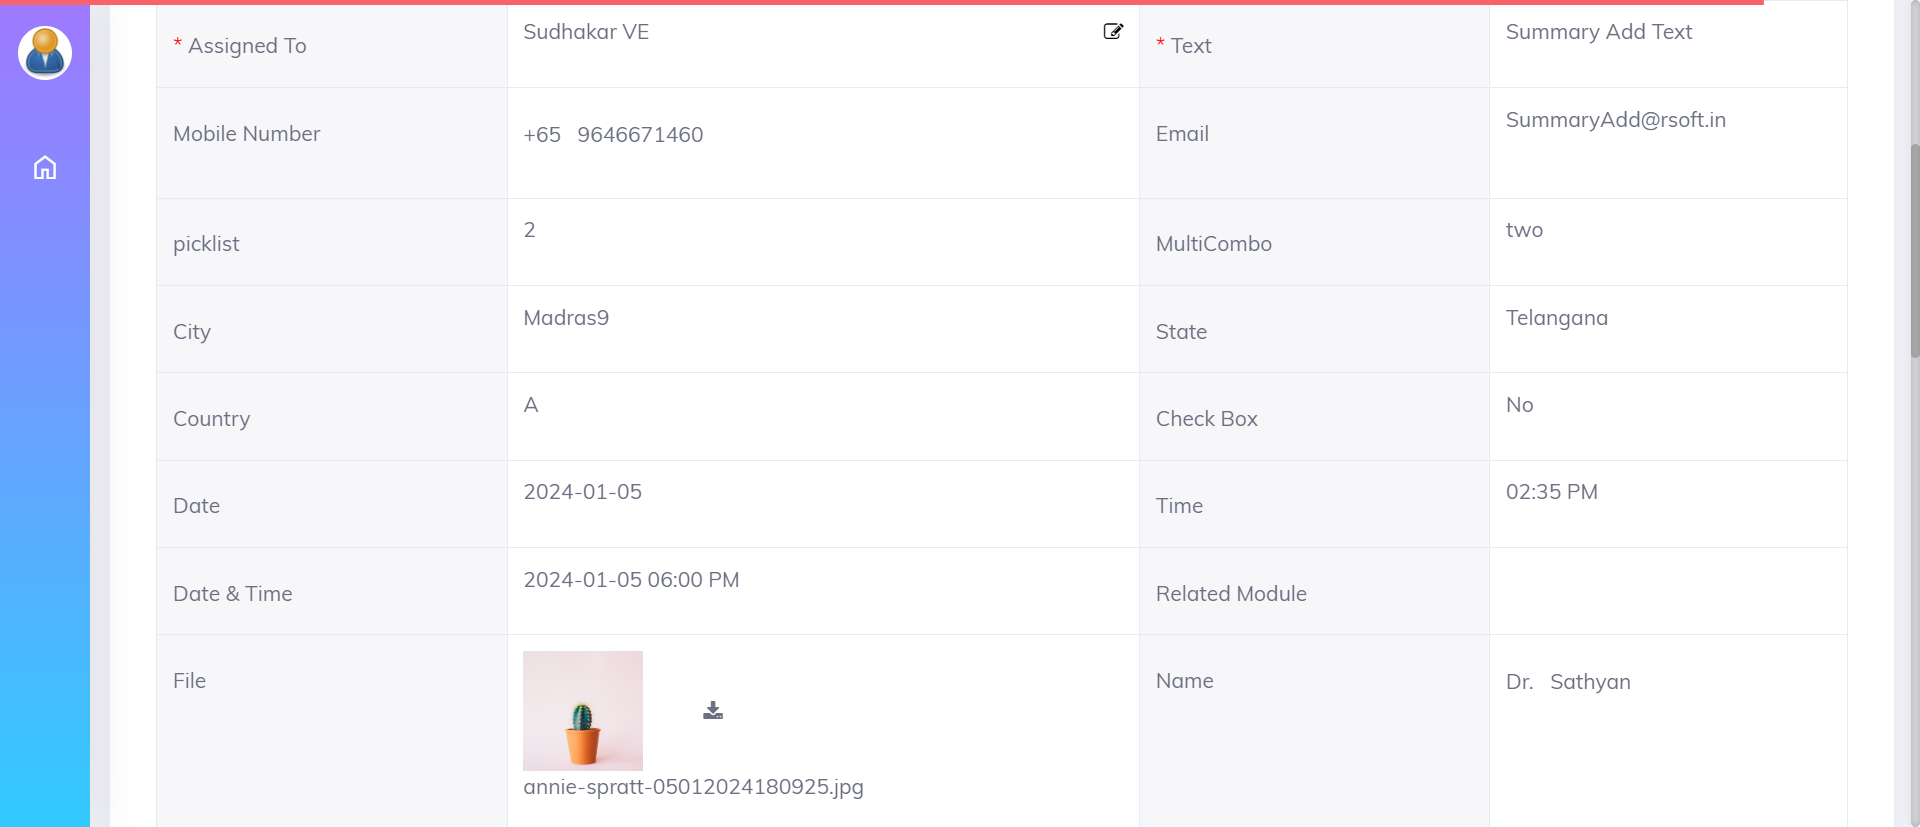 * Assigned To
Sudhakar VE
* Text
Summary Add Text
Mobile Number
+65 9646671460
Email
SummaryAdd@rsoft.in
picklist
2
MultiCombo
two
City
Madras9
State
Telangana
Country
A
Check Box
No
Date
2024-01-05
Time
02:35 PM
Date & Time
2024-01-05 06:00 PM
Related Module
File
annie-spratt-05012024180925.jpg
Name
Dr. Sathyan